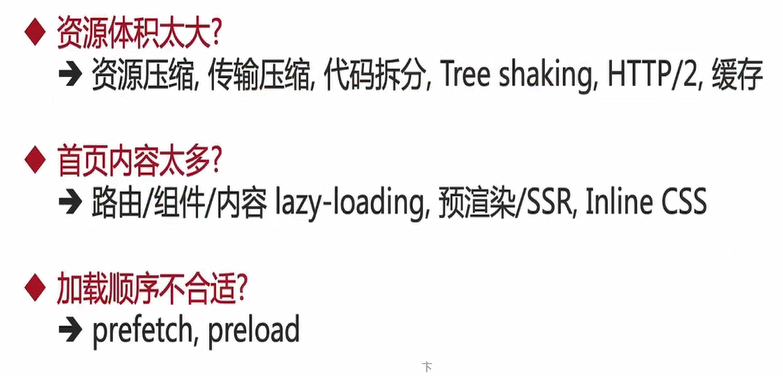 ◆ 资源体积太大?
➔ 资源压缩, 传输压缩, 代码拆分, Tree shaking, HTTP/2, 缓存
◆ 首页内容太多?
➔ 路由/组件/内容 lazy-loading, 预渲染/SSR, Inline CSS
◆ 加载顺序不合适?
➔ prefetch, preload
卞